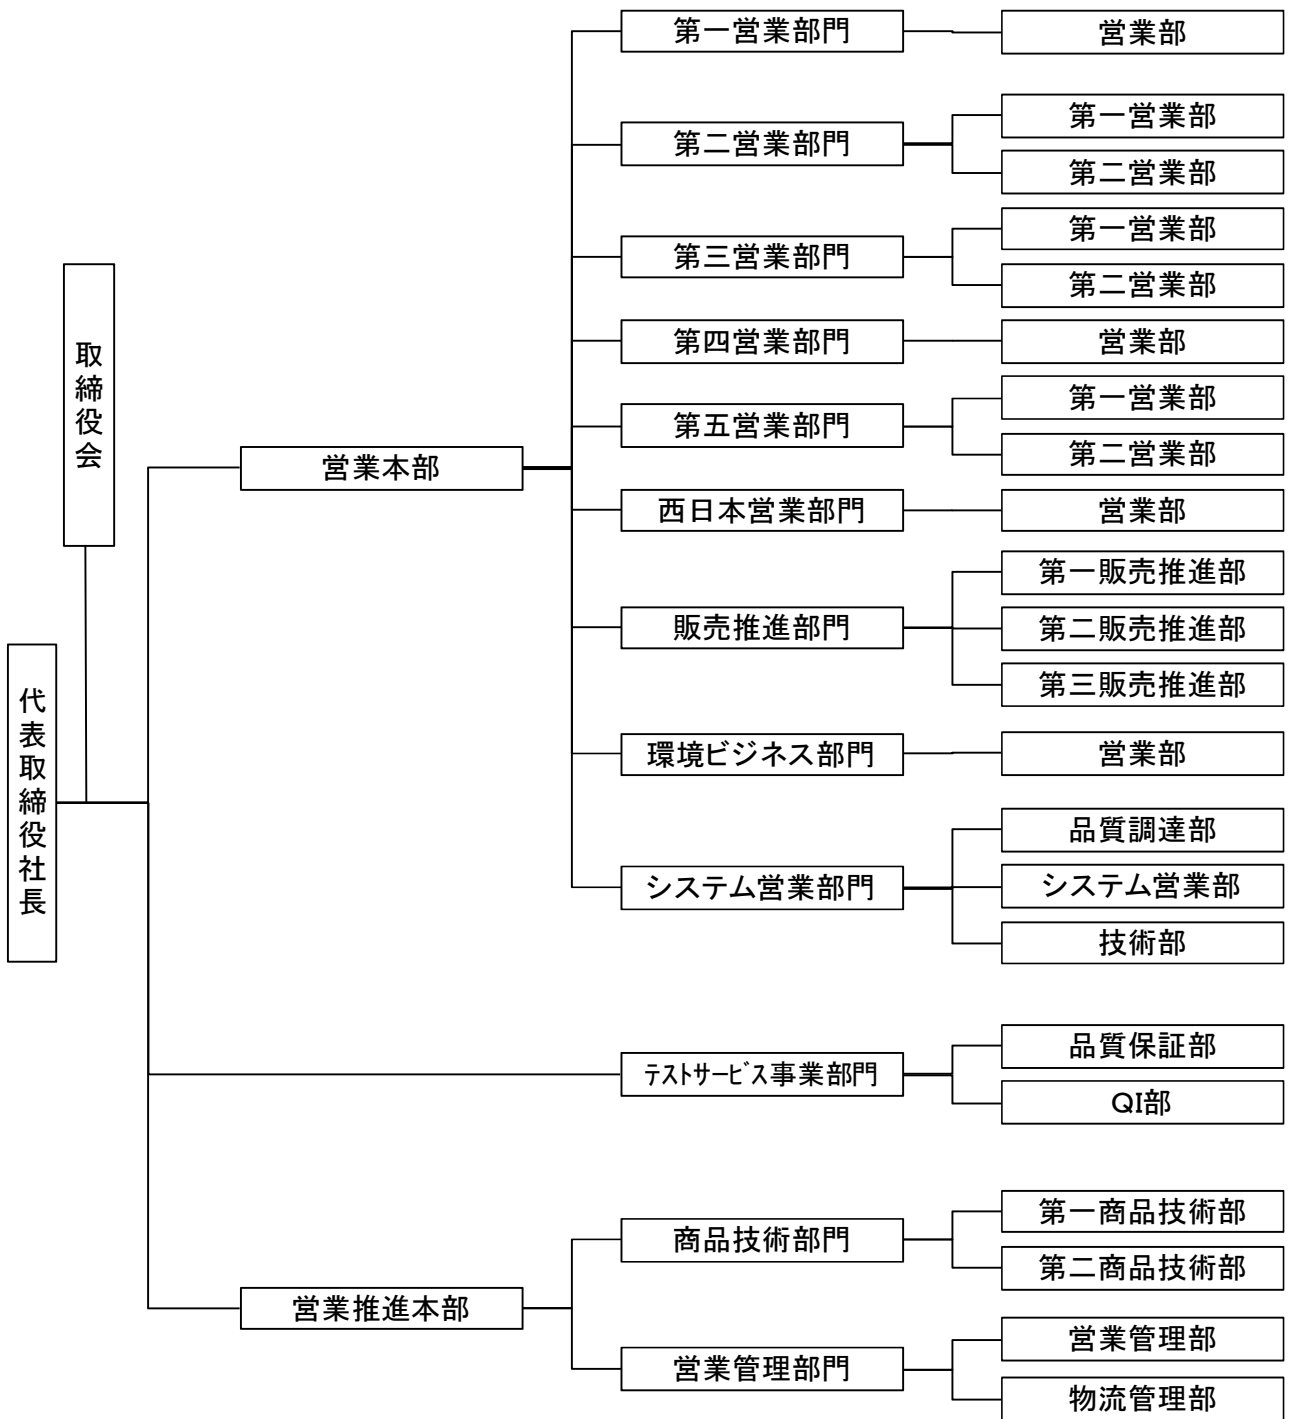 取締役会
代表取締役社長
営業本部
第一営業部門
営業部
第二営業部門
第一営業部
第二営業部
第三営業部門
第一営業部
第二営業部
第四営業部門
営業部
第五営業部門
第一営業部
第二営業部
西日本営業部門
営業部
販売推進部門
第一販売推進部
第二販売推進部
第三販売推進部
環境ビジネス部門
営業部
システム営業部門
品質調達部
システム営業部
技術部
ﾃｽﾄｻｰﾋﾞｽ事業部門
品質保証部
QI部
営業推進本部
商品技術部門
第一商品技術部
第二商品技術部
営業管理部門
営業管理部
物流管理部